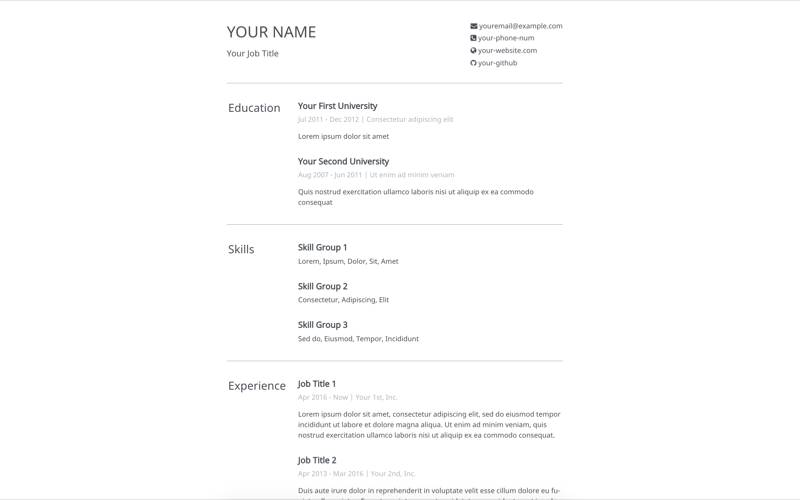 YOUR NAME
Your Job Title
youremail@example.com
your-phone-num
your-website.com
your-github
Education
Your First University
Jul 2011 - Dec 2012 | Consectetur adipiscing elit
Lorem ipsum dolor sit amet
Your Second University
Aug 2007 - Jun 2011 | Ut enim ad minim veniam
Quis nostrud exercitation ullamco laboris nisi ut aliquip ex ea commodo
consequat
Skills
Skill Group 1
Lorem, Ipsum, Dolor, Sit, Amet
Skill Group 2
Consectetur, Adipiscing, Elit
Skill Group 3
Sed do, Eiusmod, Tempor, Incididunt
Experience
Job Title 1
Apr 2016 - Now | Your 1st, Inc.
Lorem ipsum dolor sit amet, consectetur adipiscing elit, sed do eiusmod tempor
incididunt ut labore et dolore magna aliqua. Ut enim ad minim veniam, quis
nostrud exercitation ullamco laboris nisi ut aliquip ex ea commodo consequat.
Job Title 2
Apr 2013 - Mar 2016 | Your 2nd, Inc.
Duis aute irure dolor in reprehenderit in voluptate velit esse cillum dolore eu fu-